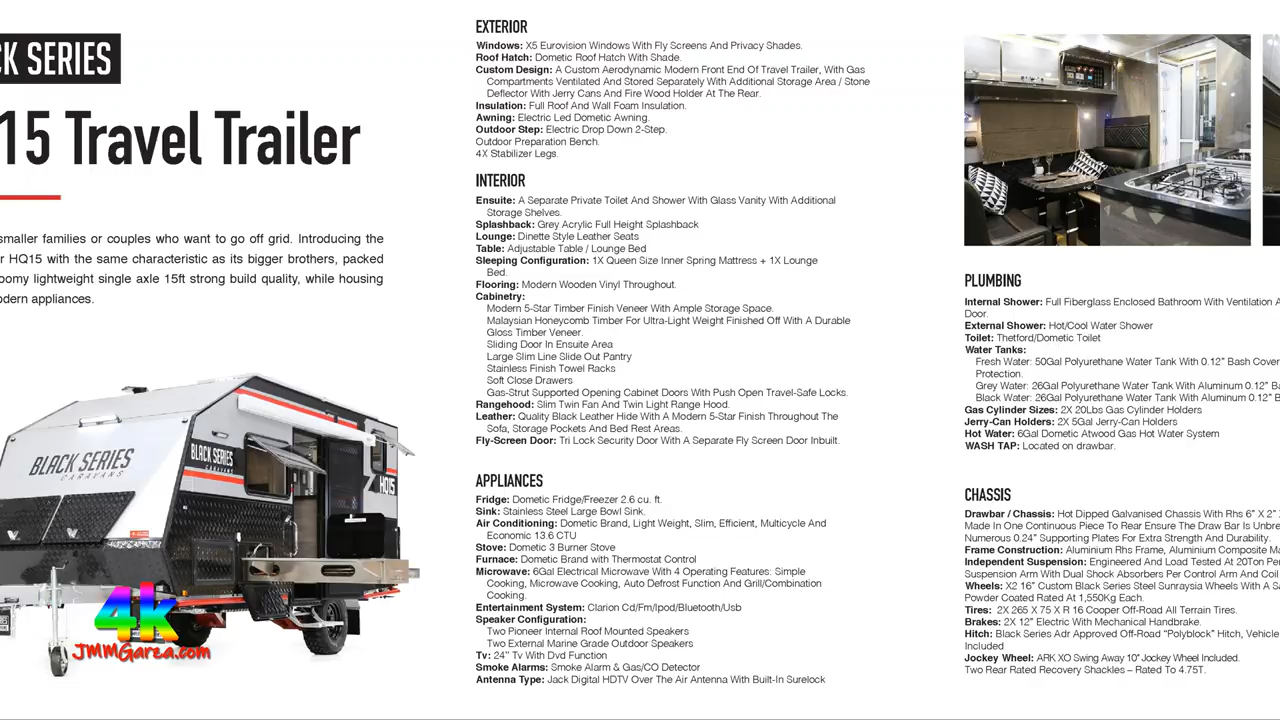 CK SERIES
15 Travel Trailer
smaller families or couples who want to go off grid. Introducing the
r HQ15 with the same characteristic as its bigger brothers, packed
oomy lightweight single axle 15ft strong build quality, while housing
odern appliances.
BLACK SERIES
CARAVANS
BLACK SERIES
CARAVANS
HQ15
4k
JMMGarea.com
EXTERIOR
Windows: X5 Eurovision Windows With Fly Screens And Privacy Shades.
Roof Hatch: Dometic Roof Hatch With Shade.
Custom Design: A Custom Aerodynamic Modern Front End Of Travel Trailer, With Gas
Compartments Ventilated And Stored Separately With Additional Storage Area / Stone
Deflector With Jerry Cans And Fire Wood Holder At The Rear.
Insulation: Full Roof And Wall Foam Insulation.
Awning: Electric Led Dometic Awning.
Outdoor Step: Electric Drop Down 2-Step.
Outdoor Preparation Bench.
4X Stabilizer Legs.
INTERIOR
Ensuite: A Separate Private Toilet And Shower With Glass Vanity With Additional
Storage Shelves.
Splashback: Grey Acrylic Full Height Splashback
Lounge: Dinette Style Leather Seats
Table: Adjustable Table / Lounge Bed
Sleeping Configuration: 1X Queen Size Inner Spring Mattress + 1X Lounge
Bed.
Flooring: Modern Wooden Vinyl Throughout.
Cabinetry:
Modern 5-Star Timber Finish Veneer With Ample Storage Space.
Malaysian Honeycomb Timber For Ultra-Light Weight Finished Off With A Durable
Gloss Timber Veneer.
Sliding Door In Ensuite Area
Large Slim Line Slide Out Pantry
Stainless Finish Towel Racks
Soft Close Drawers
Gas-Strut Supported Opening Cabinet Doors With Push Open Travel-Safe Locks.
Rangehood: Slim Twin Fan And Twin Light Range Hood.
Leather: Quality Black Leather Hide With A Modern 5-Star Finish Throughout The
Sofa, Storage Pockets And Bed Rest Areas.
Fly-Screen Door: Tri Lock Security Door With A Separate Fly Screen Door Inbuilt.
APPLIANCES
Fridge: Dometic Fridge/Freezer 2.6 cu. ft.
Sink: Stainless Steel Large Bowl Sink.
Air Conditioning: Dometic Brand, Light Weight, Slim, Efficient, Multicycle And
Economic 13.6 CTU
Stove: Dometic 3 Burner Stove
Furnace: Dometic Brand with Thermostat Control
Microwave: 6Gal Electrical Microwave With 4 Operating Features: Simple
Cooking, Microwave Cooking, Auto Defrost Function And Grill/Combination
Cooking.
Entertainment System: Clarion Cd/Fm/Ipod/Bluetooth/Usb
Speaker Configuration:
Two Pioneer Internal Roof Mounted Speakers
Two External Marine Grade Outdoor Speakers
Tv: 24" Tv With Dvd Function
Smoke Alarms: Smoke Alarm & Gas/CO Detector
Antenna Type: Jack Digital HDTV Over The Air Antenna With Built-In Surelock
PLUMBING
Internal Shower: Full Fiberglass Enclosed Bathroom With Ventilation A
Door.
External Shower: Hot/Cool Water Shower
Toilet: Thetford/Dometic Toilet
Water Tanks:
Fresh Water: 50Gal Polyurethane Water Tank With 0.12" Bash Cover
Protection.
Grey Water: 26Gal Polyurethane Water Tank With Aluminum 0.12" B
Black Water: 26Gal Polyurethane Water Tank With Aluminum 0.12" B
Gas Cylinder Sizes: 2X 20Lbs Gas Cylinder Holders
Jerry-Can Holders: 2X 5Gal Jerry-Can Holders
Hot Water: 6Gal Dometic Atwood Gas Hot Water System
WASH TAP: Located on drawbar.
CHASSIS
Drawbar / Chassis: Hot Dipped Galvanised Chassis With Rhs 6" X 2" X
Made In One Continuous Piece To Rear Ensure The Draw Bar Is Unbre
Numerous 0.24" Supporting Plates For Extra Strength And Durability.
Frame Construction: Aluminium Rhs Frame, Aluminium Composite Ma
Independent Suspension: Engineered And Load Tested At 20Ton Per
Suspension Arm With Dual Shock Absorbers Per Control Arm And Coil
Wheels: X2 16" Custom Black Series Steel Sunraysia Wheels With A Sa
Powder Coated Rated At 1,550Kg Each.
Tires: 2X 265 X 75 X R 16 Cooper Off-Road All Terrain Tires.
Brakes: 2X 12" Electric With Mechanical Handbrake.
Hitch: Black Series Adr Approved Off-Road "Polyblock" Hitch, Vehicle
Included
Jockey Wheel: ARK XO Swing Away 10" Jockey Wheel Included.
Two Rear Rated Recovery Shackles – Rated To 4.75T.